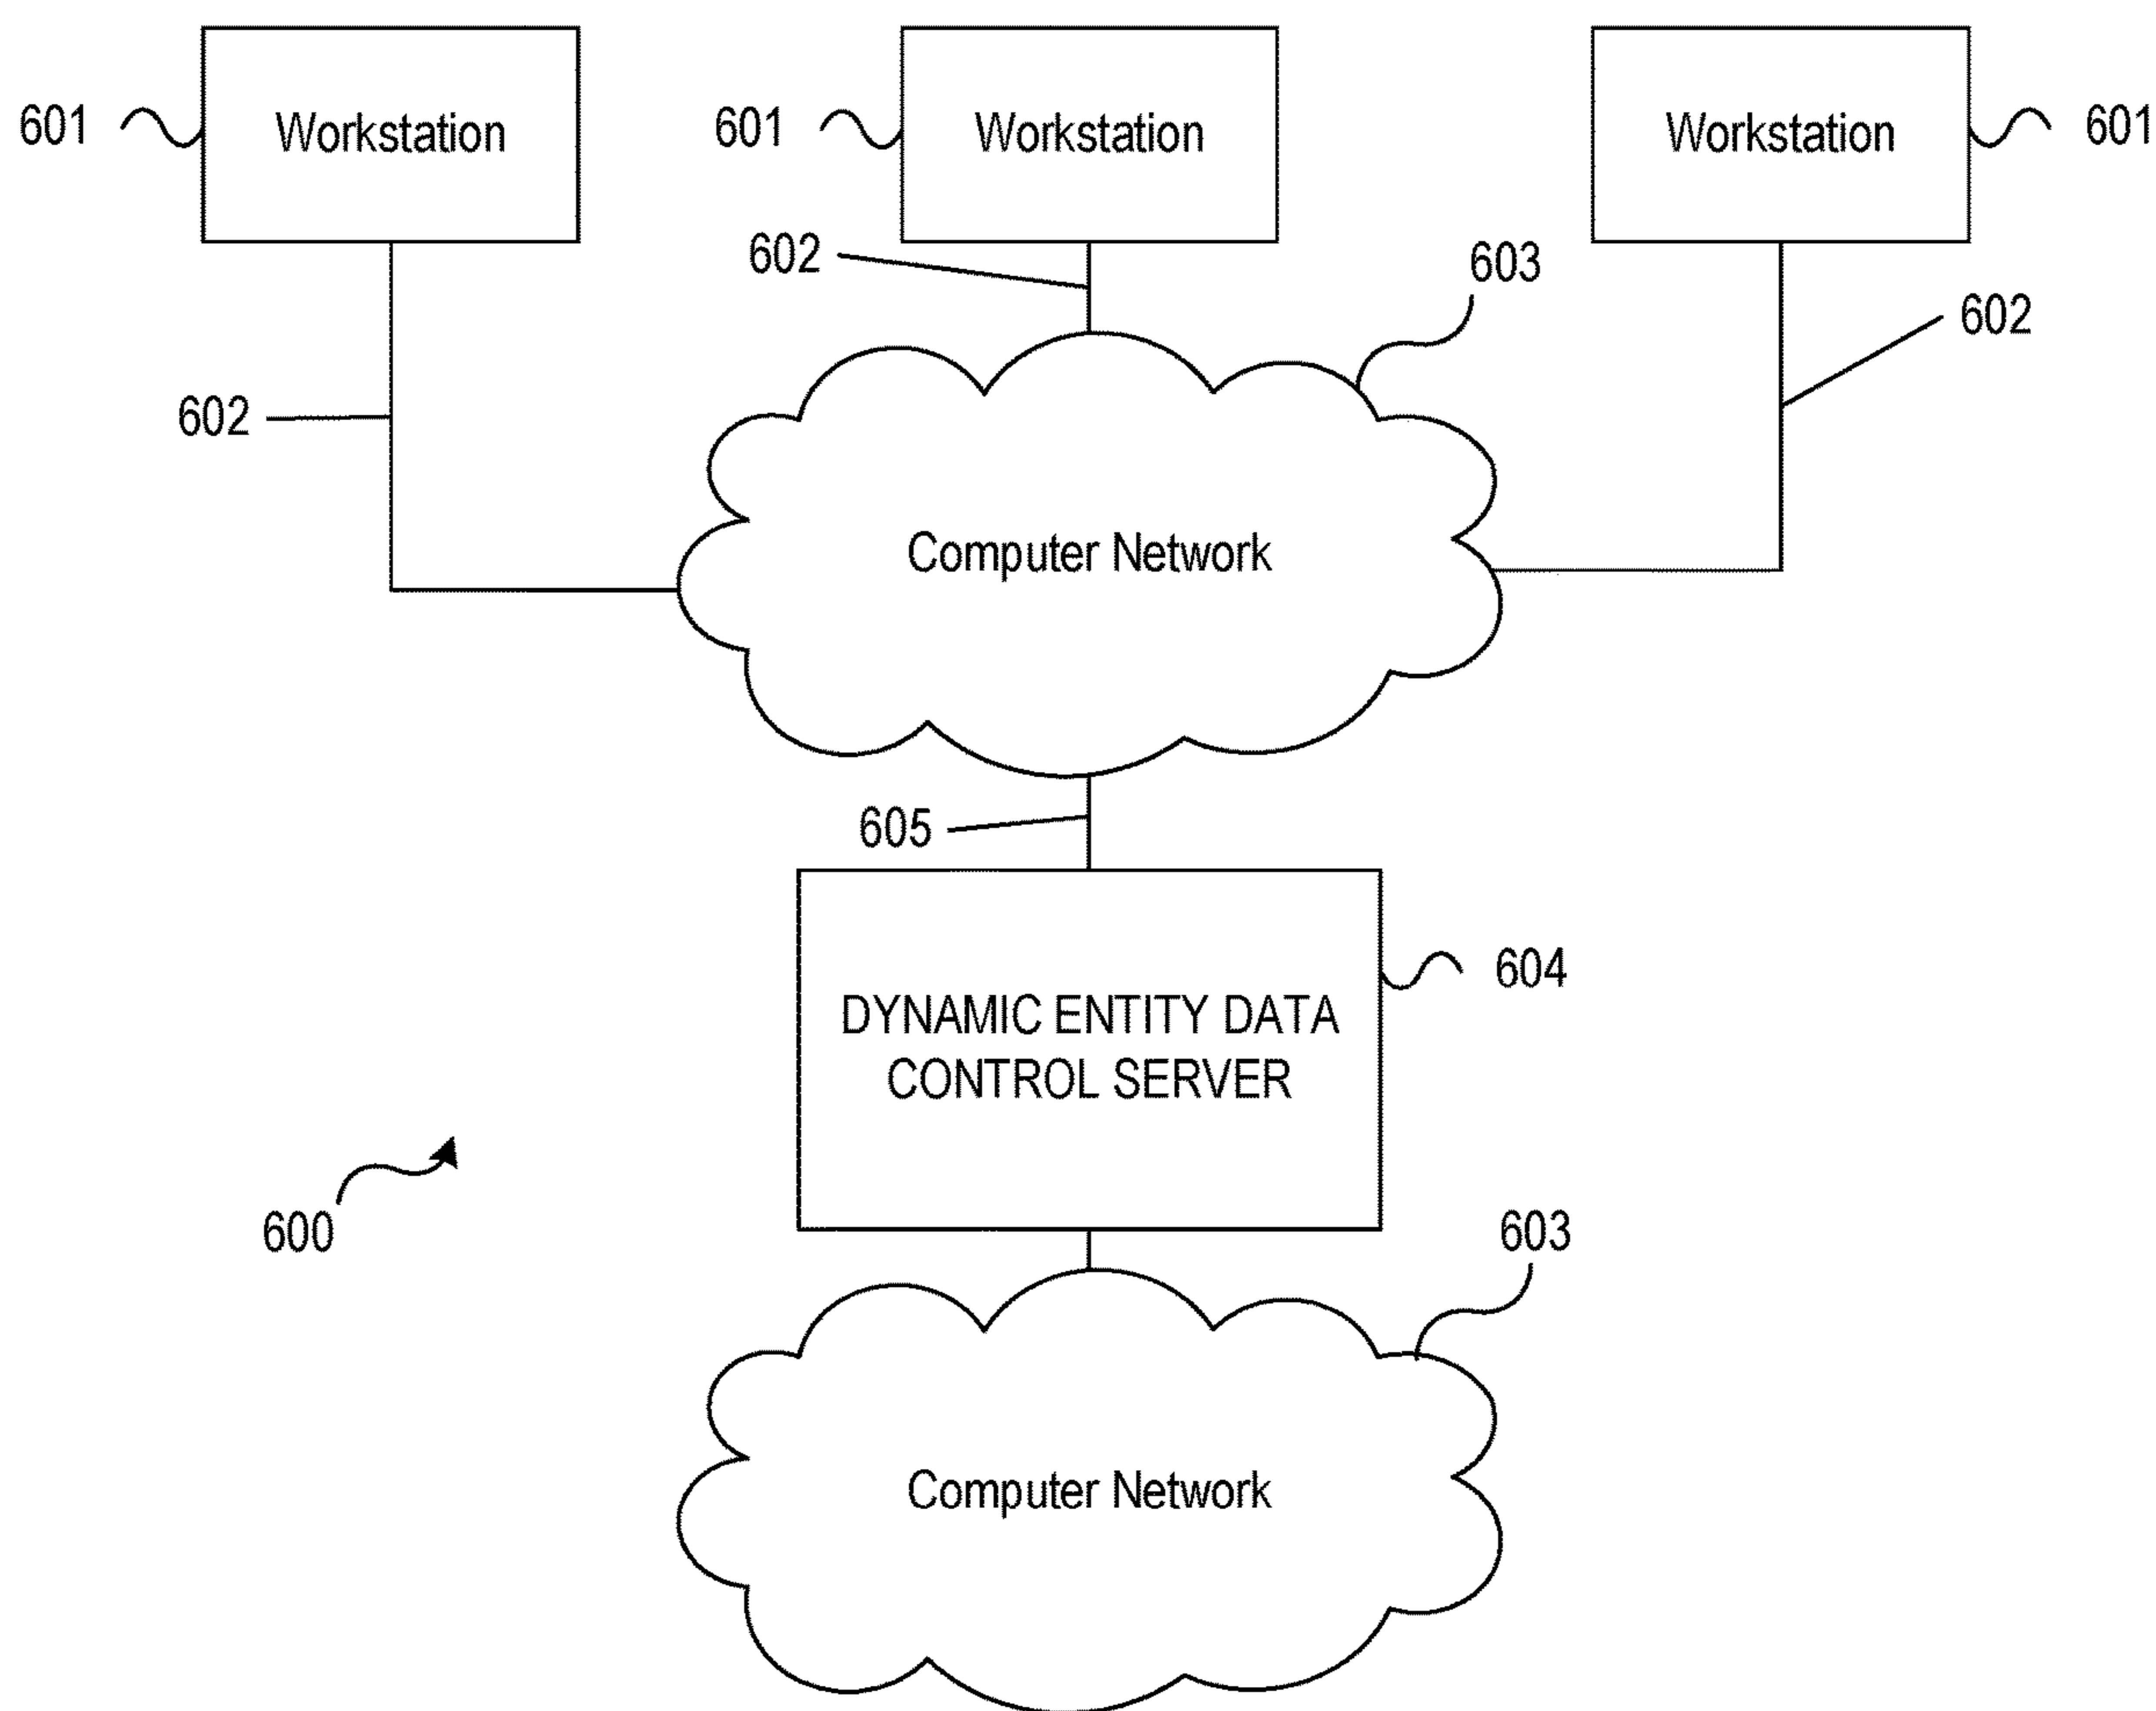 601
Workstation
601
Workstation
Workstation
601
602
603
602
602
Computer Network
605
604
DYNAMIC ENTITY DATA
CONTROL SERVER
600
603
Computer Network